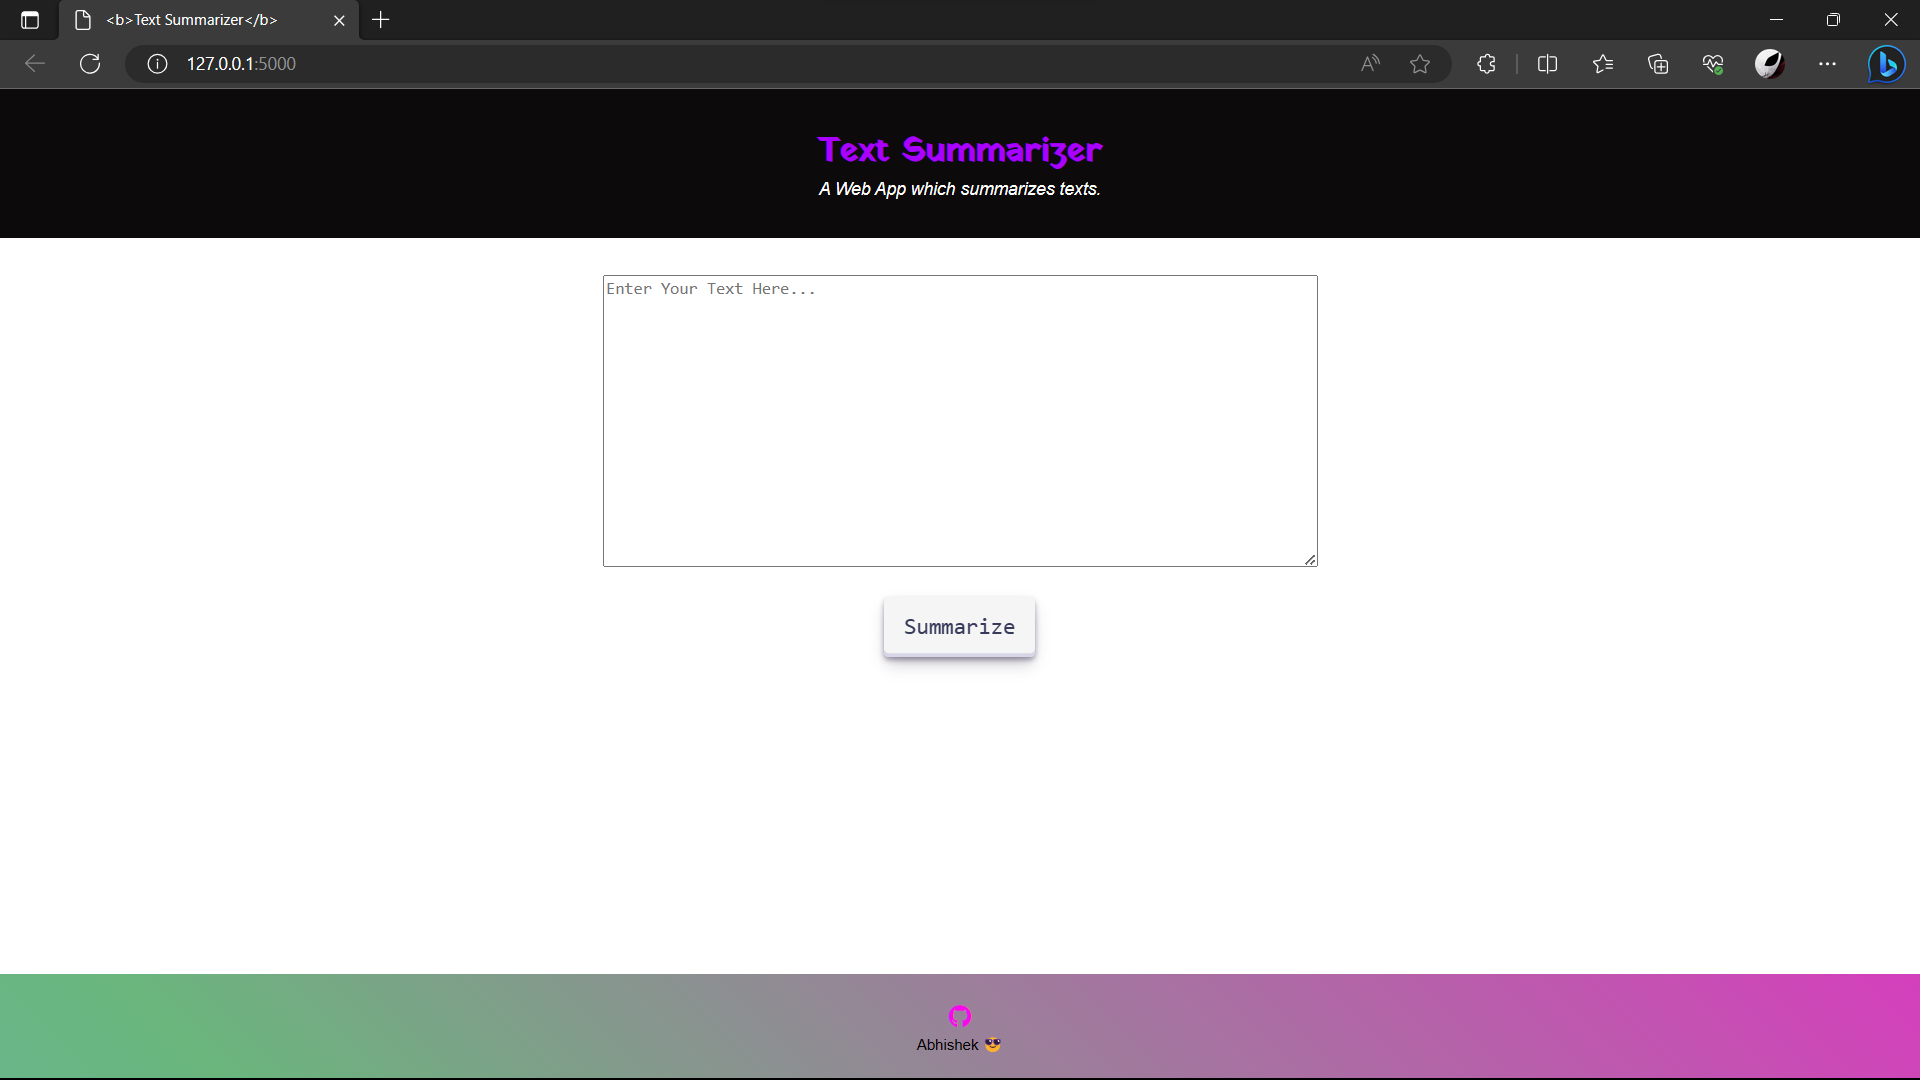 <b>Text Summarizer</b>
127.0.0.1:5000
Text Summarizer
A Web App which summarizes texts.
Enter Your Text Here...
Summarize
Abhishek 😎